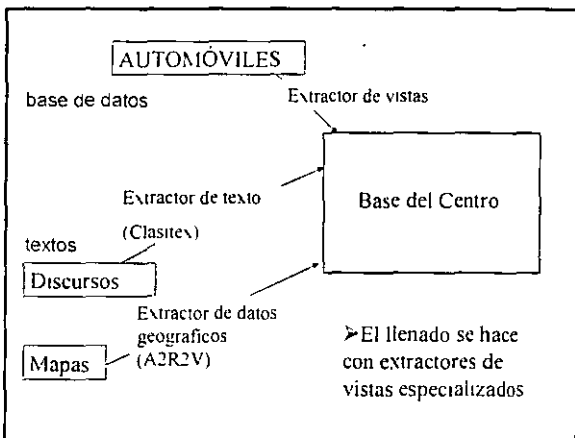 AUTOMÓVILES
base de datos
Extractor de vistas
Base del Centro
Extractor de texto
(Clasitex)
textos
Discursos
Extractor de datos
geograficos
(A2R2V)
Mapas
➢El llenado se hace
con extractores de
vistas especializados